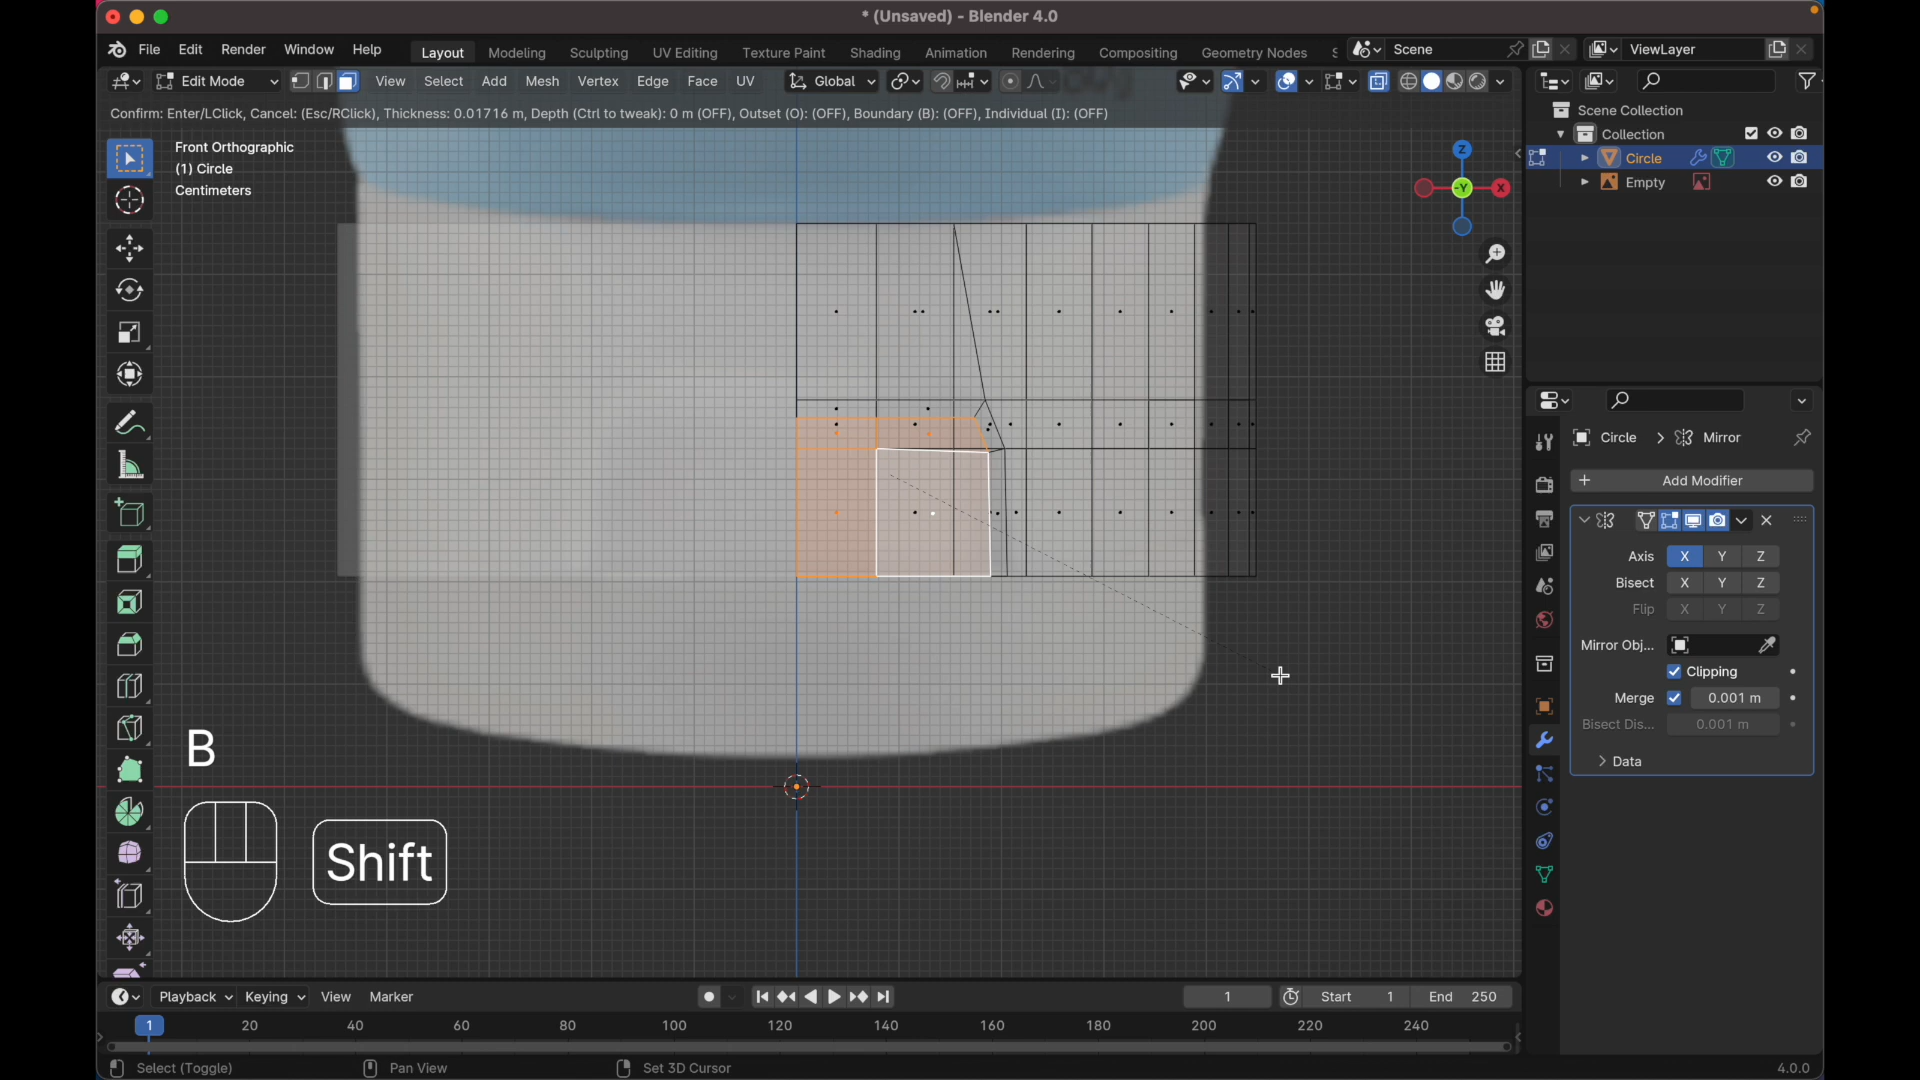 * (Unsaved) - Blender 4.0
File Edit Render Window Help Layout Modeling Sculpting UV Editing Texture Paint Shading Animation Rendering Compositing Geometry Nodes S Scene ViewLayer
Edit Mode View Select Add Mesh Vertex Edge Face UV Global
Confirm: Enter/LClick, Cancel: (Esc/RClick), Thickness: 0.01716 m, Depth (Ctrl to tweak): 0 m (OFF), Outset (O): (OFF), Boundary (B): (OFF), Individual (I): (OFF)
Front Orthographic
(1) Circle
Centimeters
Z
-Y
X
Scene Collection
Collection
Circle
Empty
Circle > Mirror
+ Add Modifier
Axis X Y Z
Bisect X Y Z
Flip X Y Z
Mirror Obj...
Clipping
Merge 0.001 m
Bisect Dis... 0.001 m
Data
B
Shift
Playback Keying View Marker 1 Start 1 End 250
1 20 40 60 80 100 120 140 160 180 200 220 240
Select (Toggle) Pan View Set 3D Cursor 4.0.0